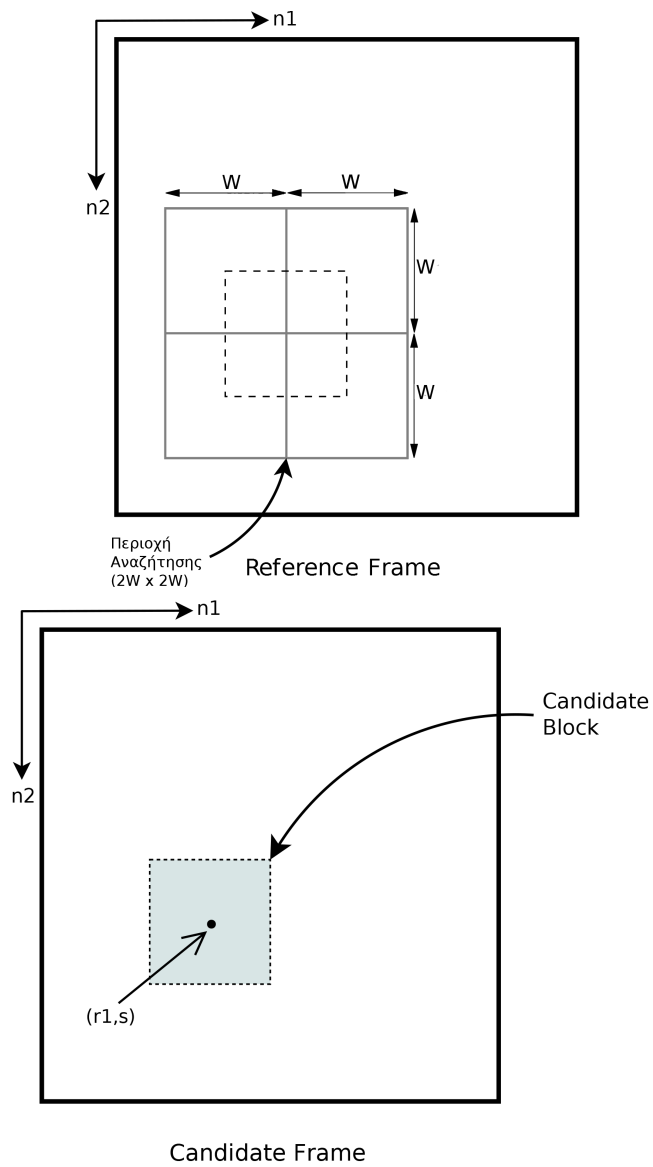 n1
n2
W
W
W
W
Περιοχή
Αναζήτησης
(2W x 2W)
Reference Frame
n1
n2
Candidate
Block
(r1,s)
Candidate Frame